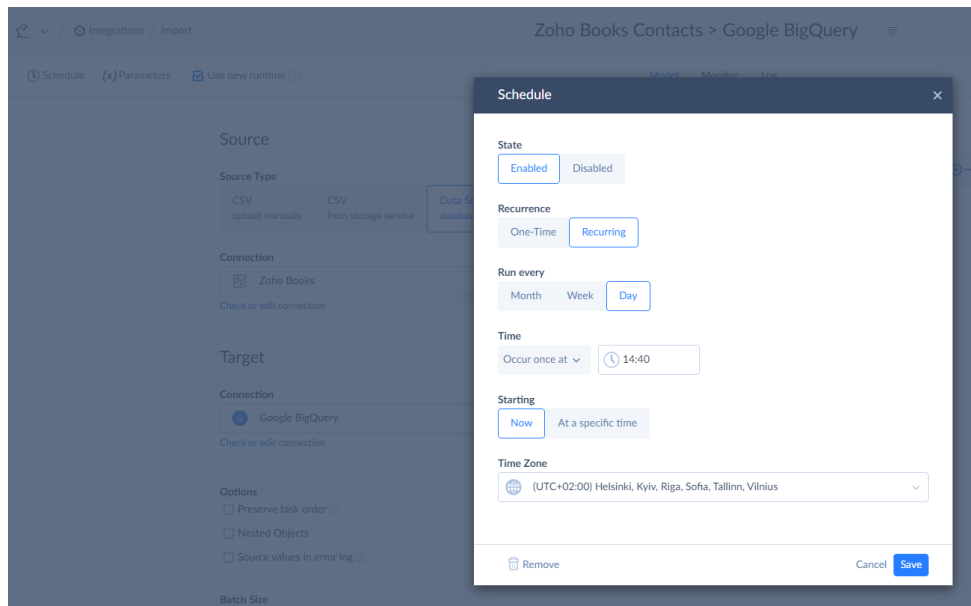 / Integrations / Import
Zoho Books Contacts > Google BigQuery
Schedule (x) Parameters Use new runtime
Model Monitor Log
Schedule
Source
Source Type
CSV
upload manually
CSV
from storage service
Data
Connection
Zoho Books
Check or edit connection
Target
Connection
Google BigQuery
Check or edit connection
Options
Preserve task order
Nested Objects
Source values in error log
Batch Size
State
Enabled Disabled
Recurrence
One-Time Recurring
Run every
Month Week Day
Time
Occur once at 14:40
Starting
Now At a specific time
Time Zone
(UTC+02:00) Helsinki, Kyiv, Riga, Sofia, Tallinn, Vilnius
Remove Cancel Save